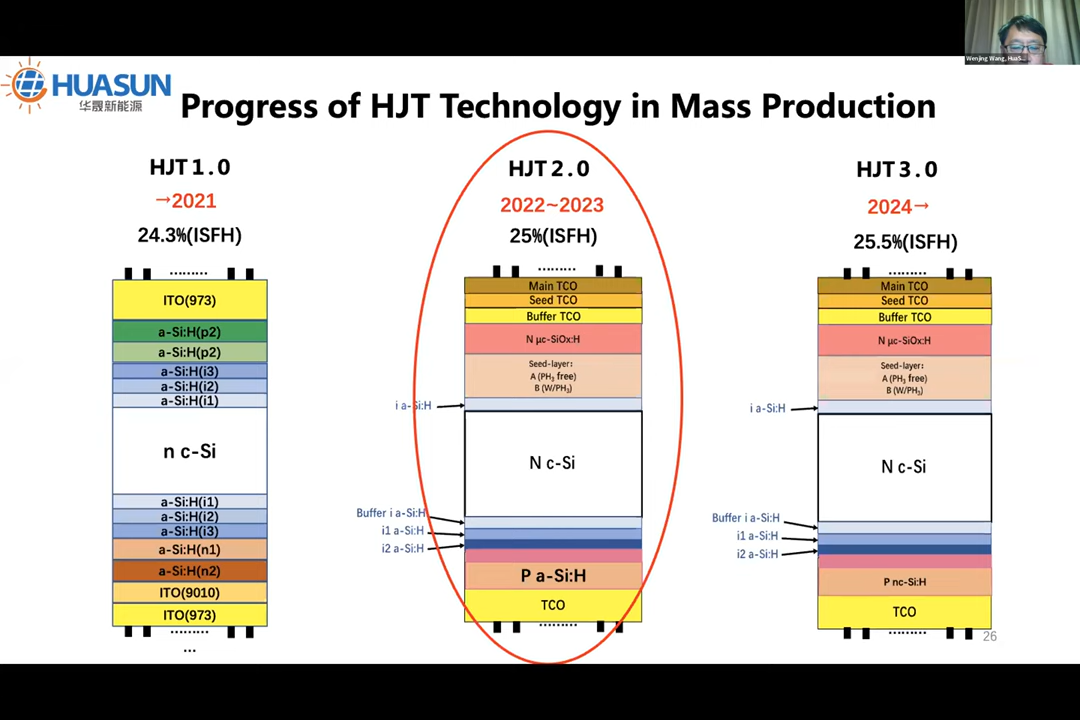 Wenjing Wang, HuaS...
HUASUN
华晟新能源
Progress of HJT Technology in Mass Production
HJT 1.0
→2021
24.3%(ISFH)
.........
ITO(973)
a-Si:H(p2)
a-Si:H(p2)
a-Si:H(i3)
a-Si:H(i2)
a-Si:H(i1)
n c-Si
a-Si:H(i1)
a-Si:H(i2)
a-Si:H(i3)
a-Si:H(n1)
a-Si:H(n2)
ITO(9010)
ITO(973)
.........
...
HJT 2.0
2022~2023
25%(ISFH)
.........
Main TCO
Seed TCO
Buffer TCO
N μc-SiOx:H
Seed-layer:
A (PH₃ free)
B (W/PH₃)
i a-Si:H
N c-Si
Buffer i a-Si:H
i1 a-Si:H
i2 a-Si:H
P a-Si:H
TCO
.........
HJT 3.0
2024→
25.5%(ISFH)
.........
Main TCO
Seed TCO
Buffer TCO
N μc-SiOx:H
Seed-layer:
A (PH₃ free)
B (W/PH₃)
i a-Si:H
N c-Si
Buffer i a-Si:H
i1 a-Si:H
i2 a-Si:H
P nc-Si:H
TCO
.........
26